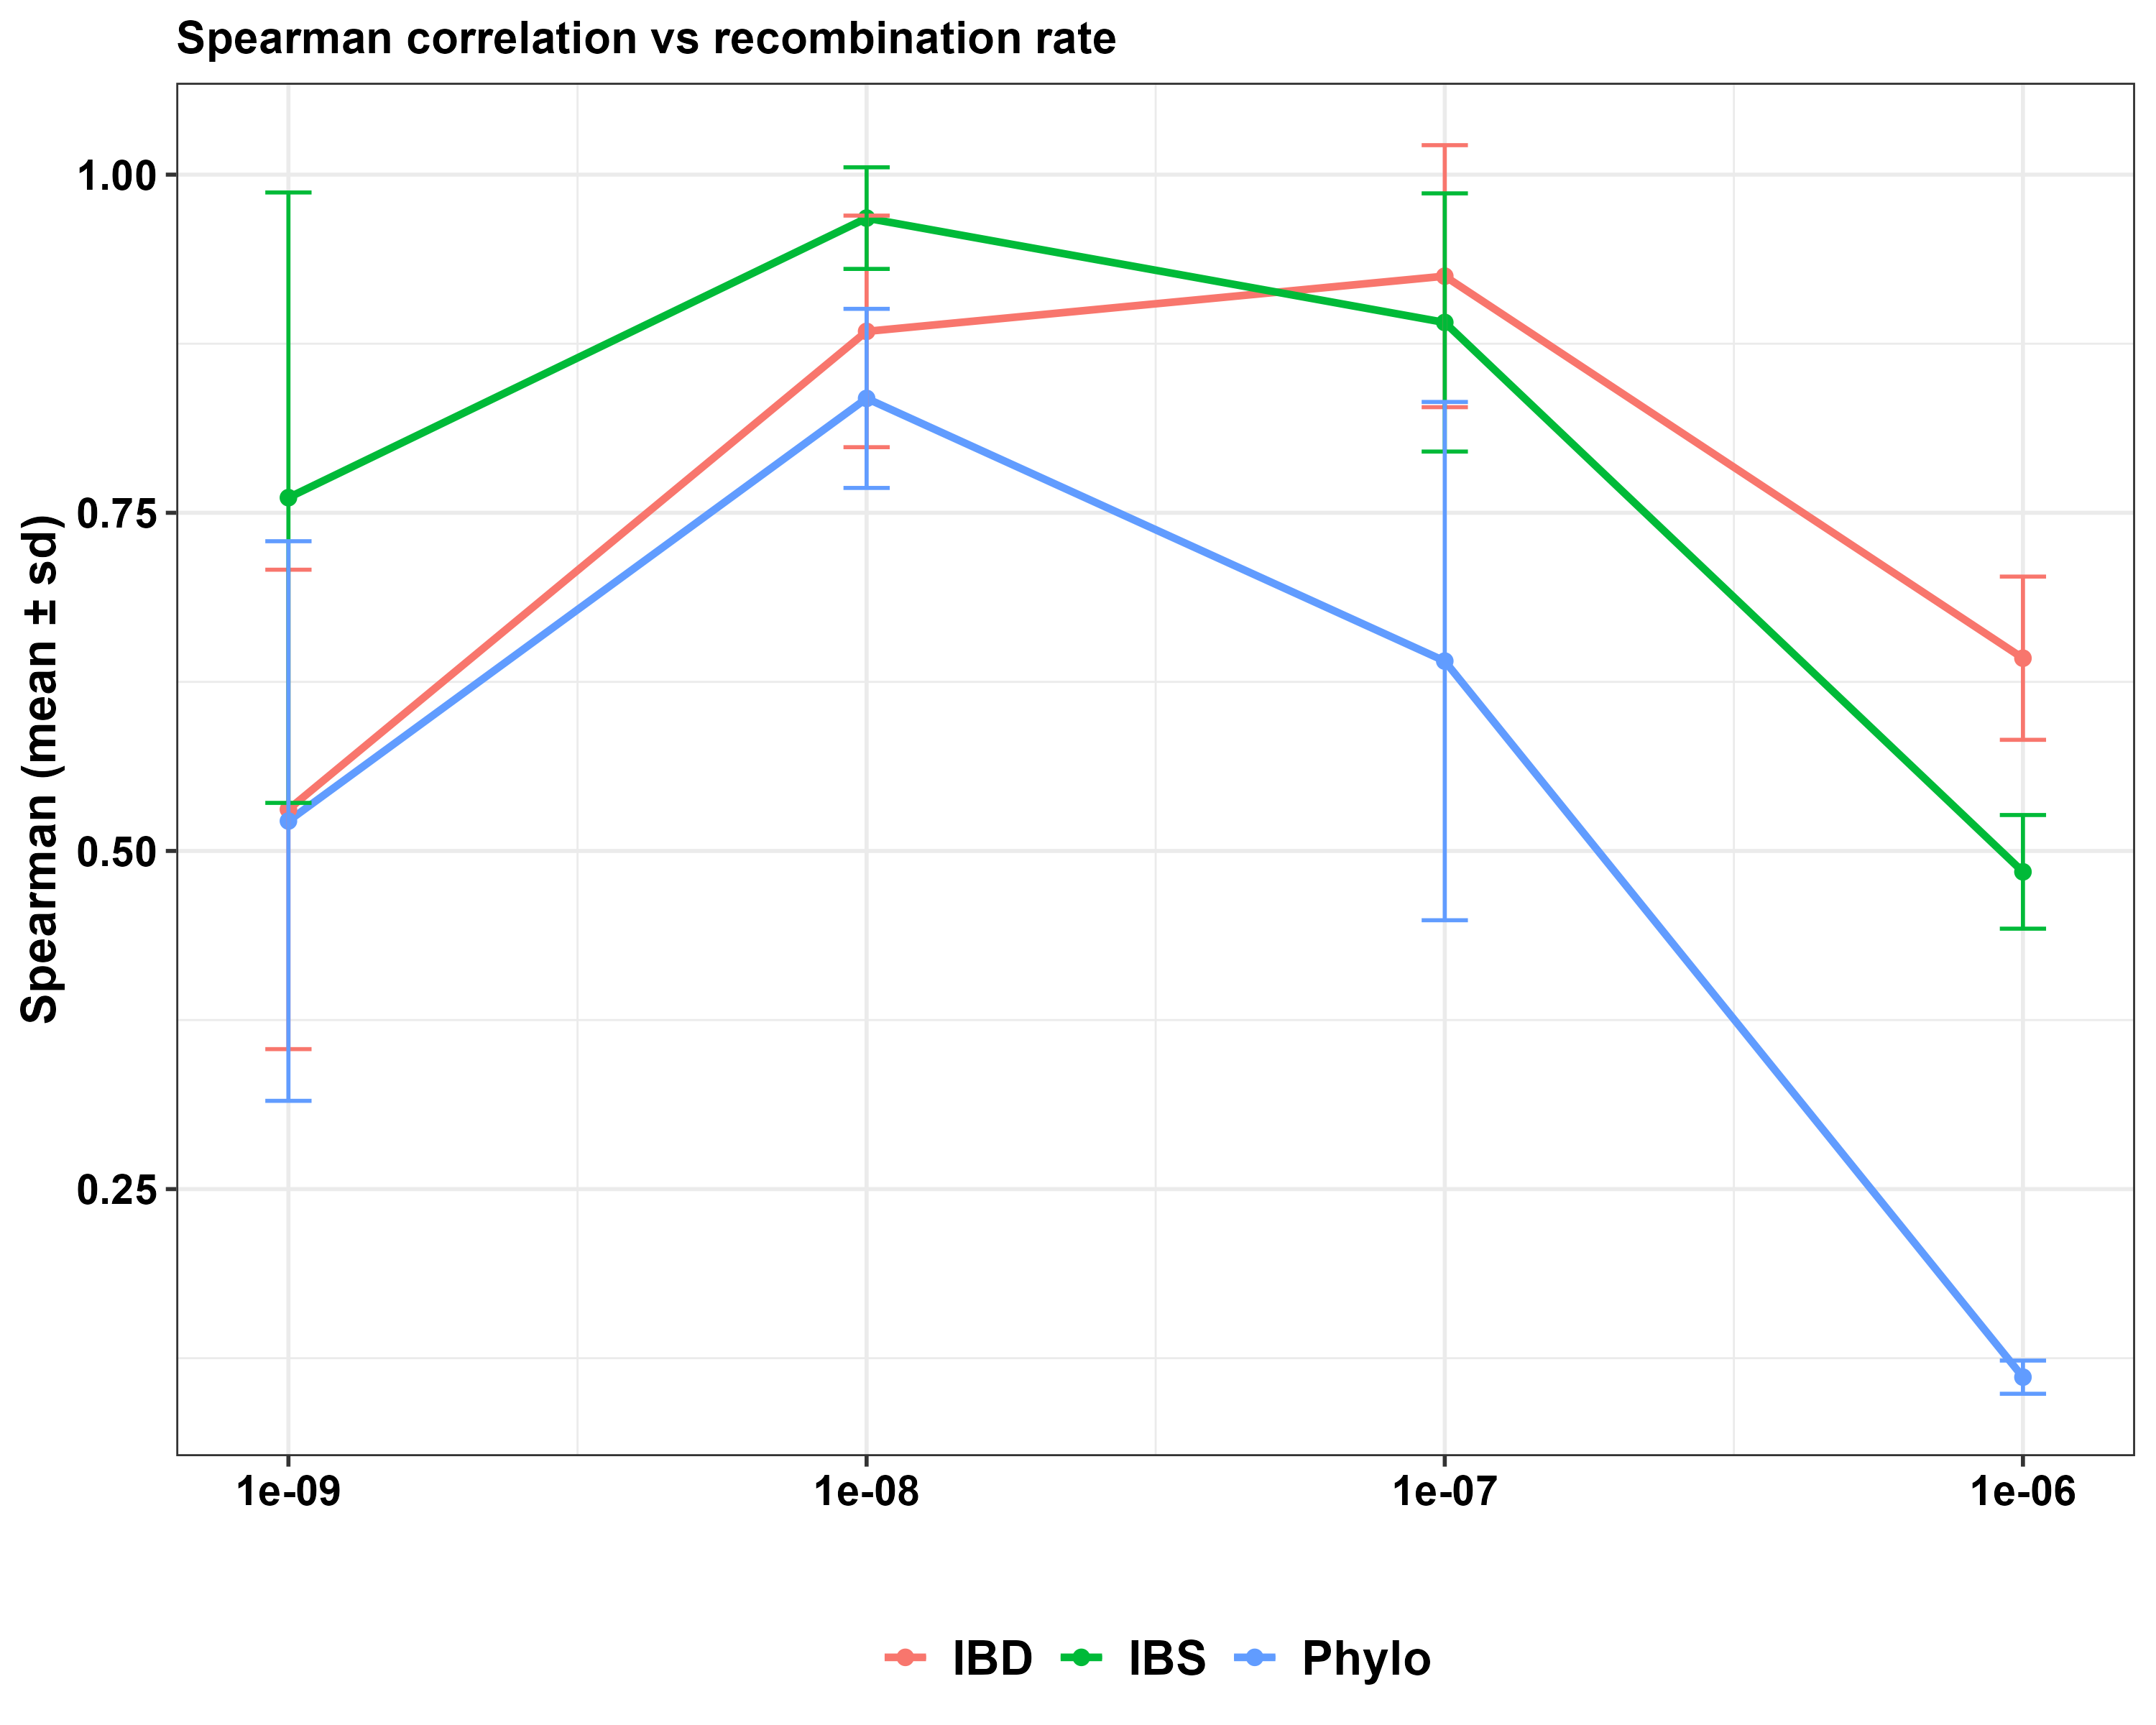 Spearman correlation vs recombination rate
Spearman (mean ± sd)
1.00
0.75
0.50
0.25
1e-09 1e-08 1e-07 1e-06
IBD IBS Phylo